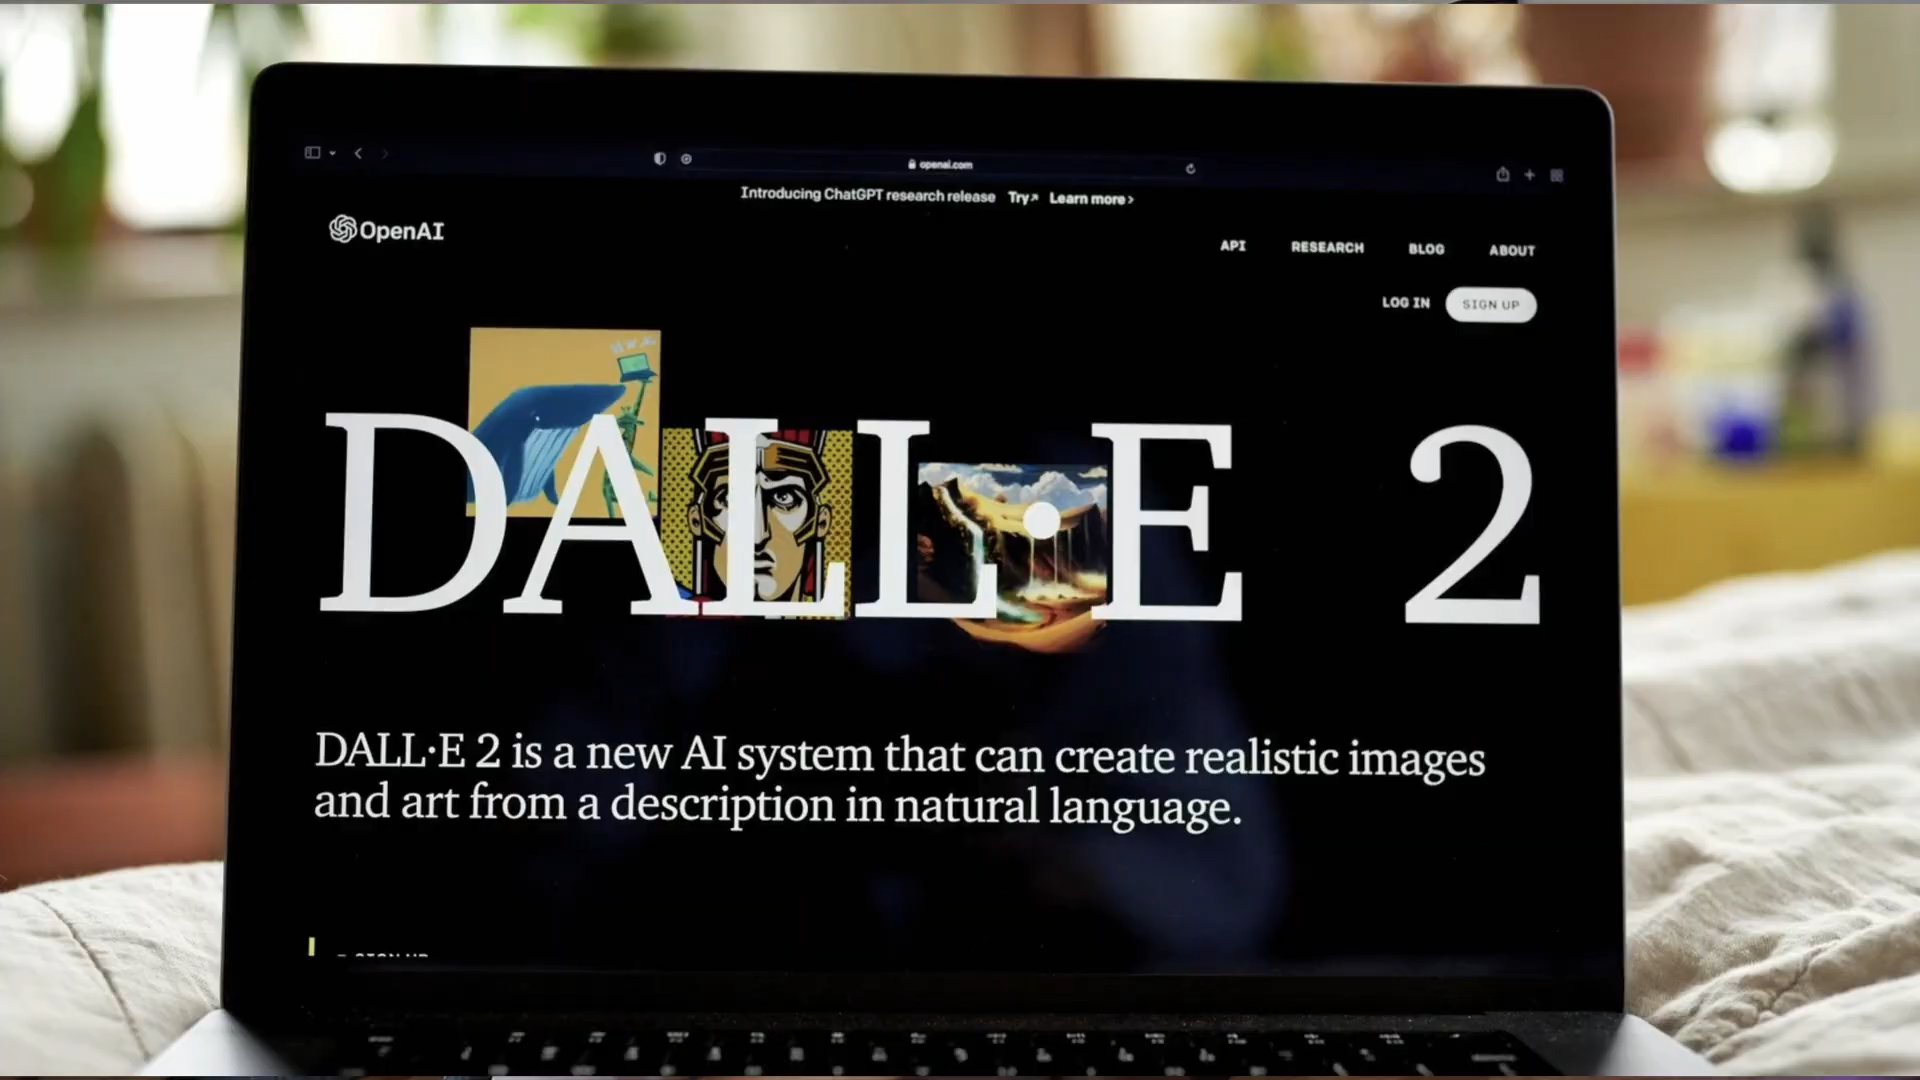 openai.com
Introducing ChatGPT research release Try↗ Learn more >
OpenAI
API RESEARCH BLOG ABOUT
LOG IN SIGN UP
DALL·E 2
DALL·E 2 is a new AI system that can create realistic images
and art from a description in natural language.